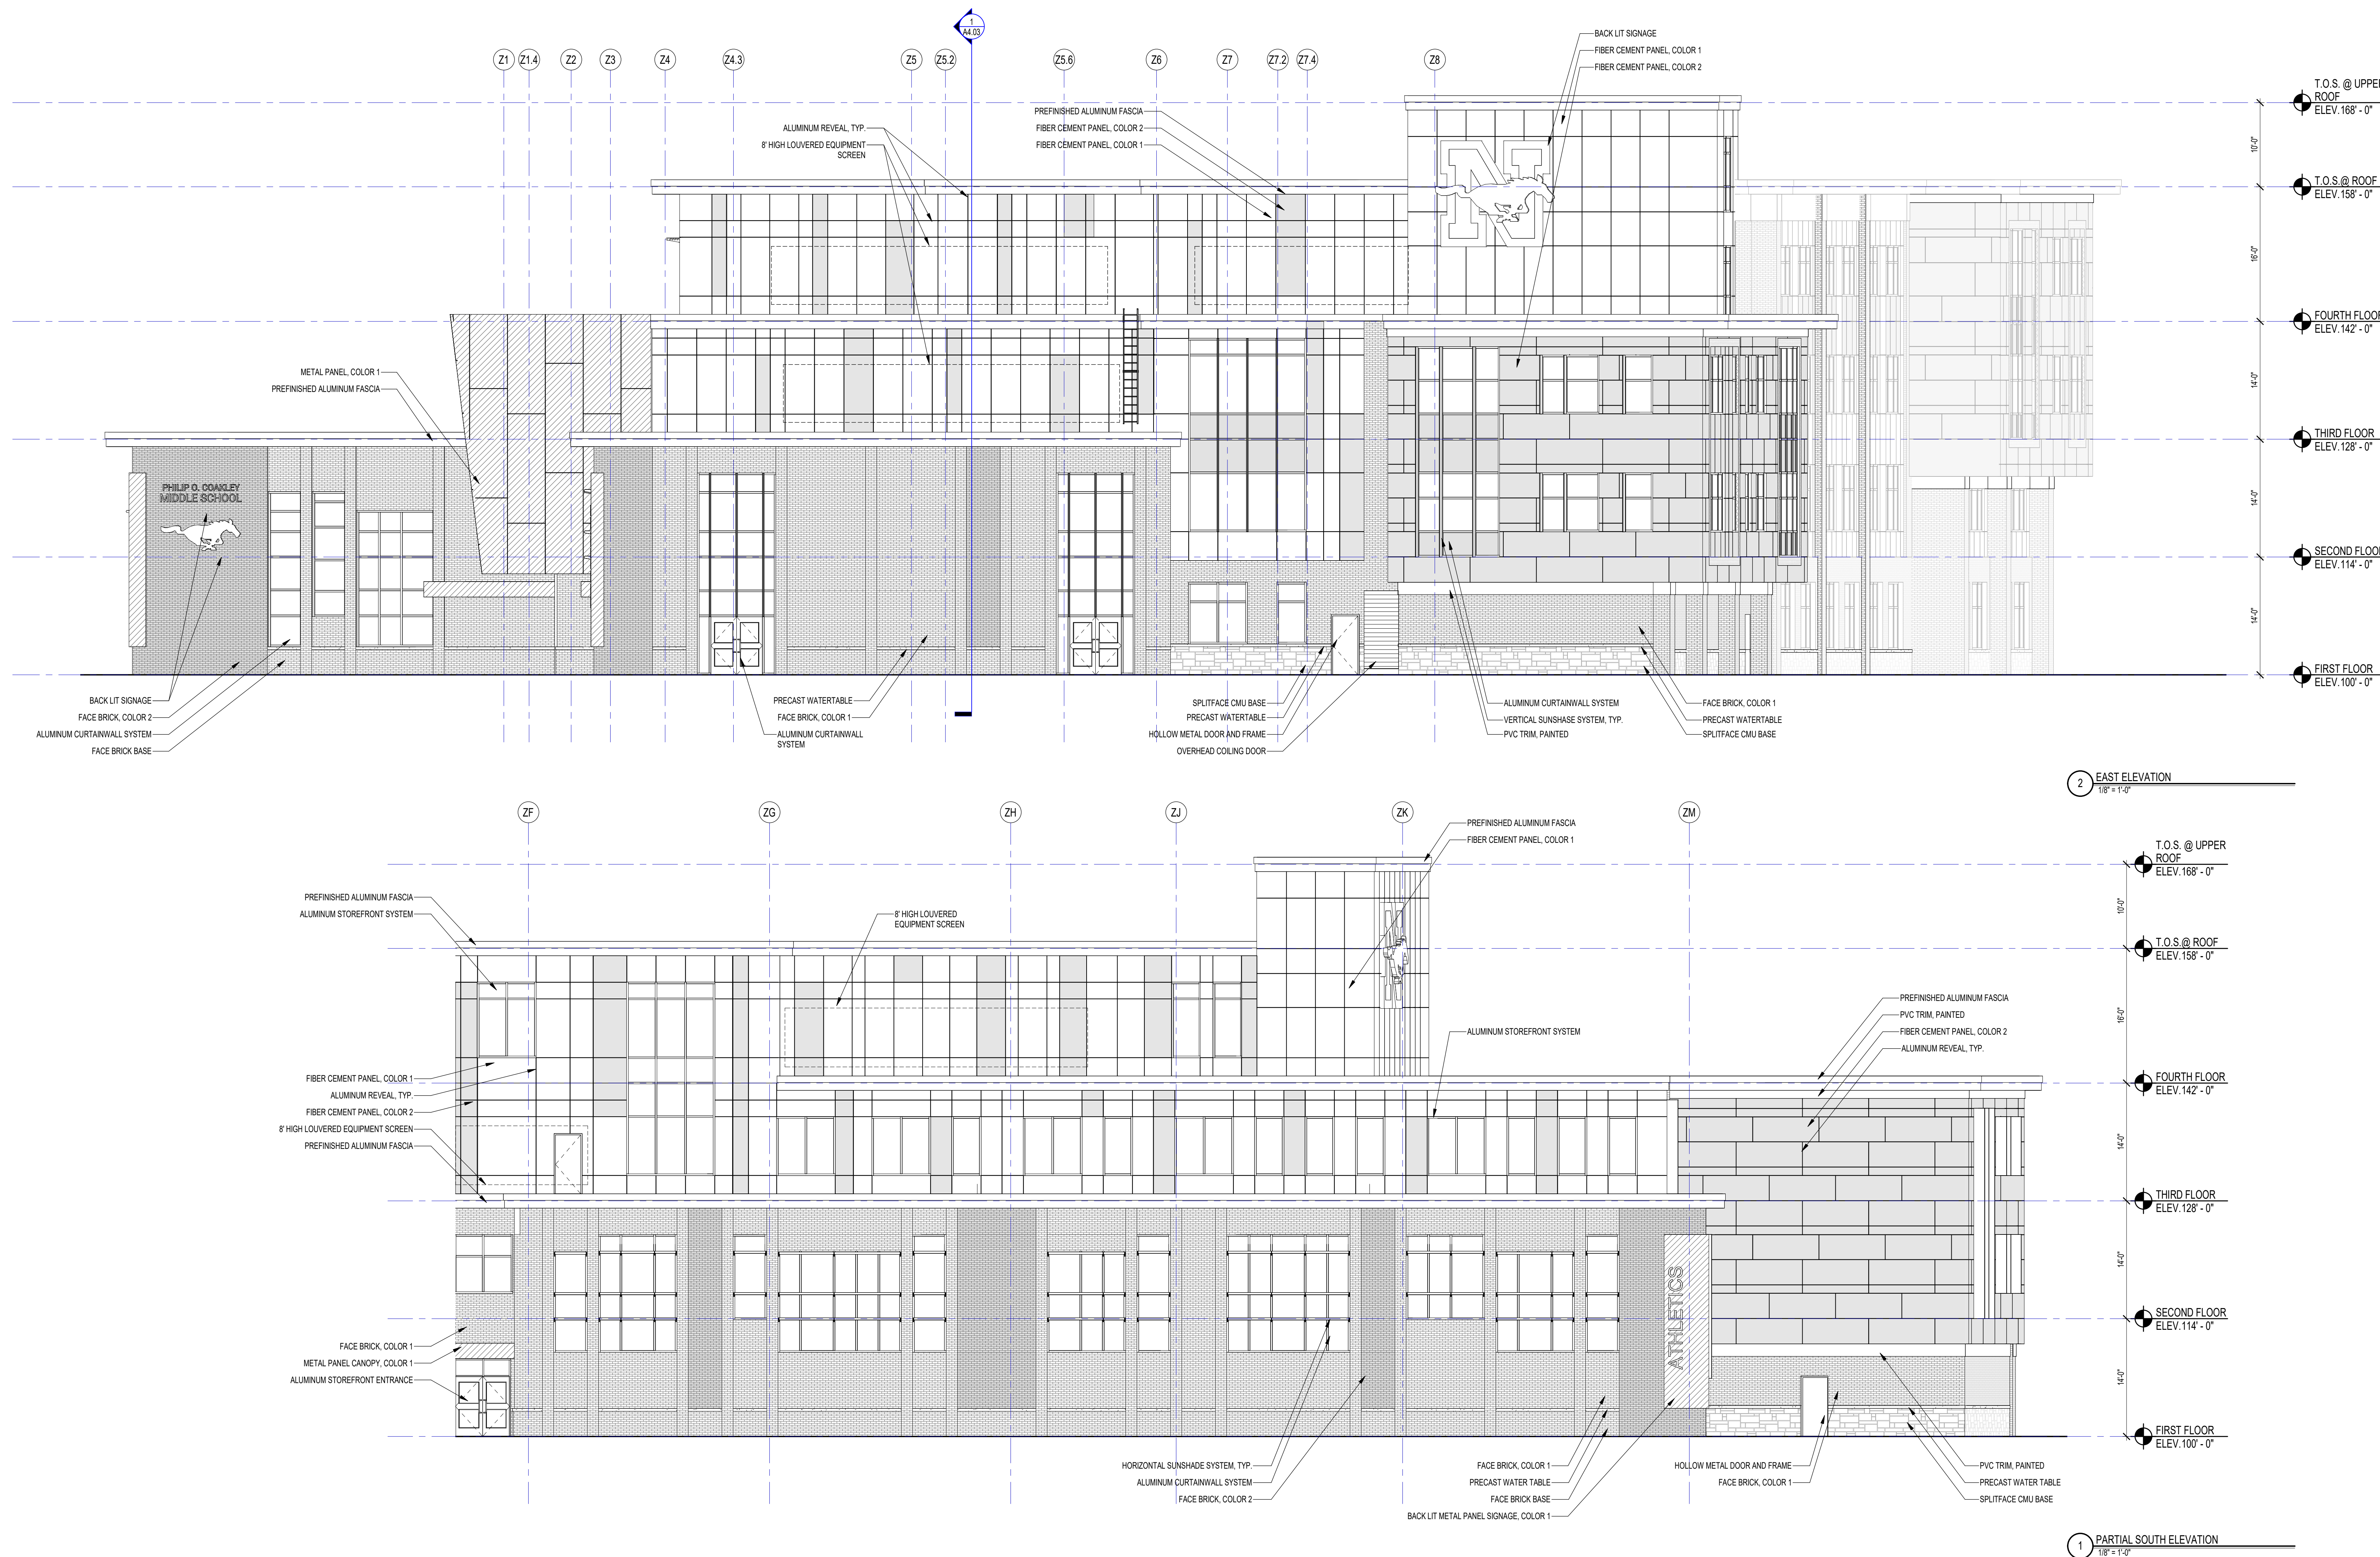 1
A4.03
Z1
Z1.4
Z2
Z3
Z4
Z4.3
Z5
Z5.2
Z5.6
Z6
Z7
Z7.2
Z7.4
Z8
BACK LIT SIGNAGE
FIBER CEMENT PANEL, COLOR 1
FIBER CEMENT PANEL, COLOR 2
PREFINISHED ALUMINUM FASCIA
FIBER CEMENT PANEL, COLOR 2
FIBER CEMENT PANEL, COLOR 1
ALUMINUM REVEAL, TYP.
8' HIGH LOUVERED EQUIPMENT
SCREEN
N
T.O.S. @ UPPER
ROOF
ELEV. 168' - 0"
10'-0"
T.O.S.@ ROOF
ELEV. 158' - 0"
16'-0"
FOURTH FLOOR
ELEV. 142' - 0"
14'-0"
THIRD FLOOR
ELEV. 128' - 0"
14'-0"
SECOND FLOOR
ELEV. 114' - 0"
14'-0"
FIRST FLOOR
ELEV. 100' - 0"
METAL PANEL, COLOR 1
PREFINISHED ALUMINUM FASCIA
PHILIP O. COAKLEY
MIDDLE SCHOOL
BACK LIT SIGNAGE
FACE BRICK, COLOR 2
ALUMINUM CURTAINWALL SYSTEM
FACE BRICK BASE
PRECAST WATERTABLE
FACE BRICK, COLOR 1
ALUMINUM CURTAINWALL
SYSTEM
SPLITFACE CMU BASE
PRECAST WATERTABLE
HOLLOW METAL DOOR AND FRAME
OVERHEAD COILING DOOR
ALUMINUM CURTAINWALL SYSTEM
VERTICAL SUNSHASE SYSTEM, TYP.
PVC TRIM, PAINTED
FACE BRICK, COLOR 1
PRECAST WATERTABLE
SPLITFACE CMU BASE
2
EAST ELEVATION
1/8" = 1'-0"
ZF
ZG
ZH
ZJ
ZK
ZM
PREFINISHED ALUMINUM FASCIA
FIBER CEMENT PANEL, COLOR 1
PREFINISHED ALUMINUM FASCIA
ALUMINUM STOREFRONT SYSTEM
8' HIGH LOUVERED
EQUIPMENT SCREEN
N
PREFINISHED ALUMINUM FASCIA
PVC TRIM, PAINTED
FIBER CEMENT PANEL, COLOR 2
ALUMINUM REVEAL, TYP.
ALUMINUM STOREFRONT SYSTEM
FIBER CEMENT PANEL, COLOR 1
ALUMINUM REVEAL, TYP.
FIBER CEMENT PANEL, COLOR 2
8' HIGH LOUVERED EQUIPMENT SCREEN
PREFINISHED ALUMINUM FASCIA
T.O.S. @ UPPER
ROOF
ELEV. 168' - 0"
10'-0"
T.O.S.@ ROOF
ELEV. 158' - 0"
16'-0"
FOURTH FLOOR
ELEV. 142' - 0"
14'-0"
THIRD FLOOR
ELEV. 128' - 0"
14'-0"
SECOND FLOOR
ELEV. 114' - 0"
14'-0"
FIRST FLOOR
ELEV. 100' - 0"
ATHLETICS
FACE BRICK, COLOR 1
METAL PANEL CANOPY, COLOR 1
ALUMINUM STOREFRONT ENTRANCE
HORIZONTAL SUNSHADE SYSTEM, TYP.
ALUMINUM CURTAINWALL SYSTEM
FACE BRICK, COLOR 2
FACE BRICK, COLOR 1
PRECAST WATER TABLE
FACE BRICK BASE
BACK LIT METAL PANEL SIGNAGE, COLOR 1
HOLLOW METAL DOOR AND FRAME
FACE BRICK, COLOR 1
PVC TRIM, PAINTED
PRECAST WATER TABLE
SPLITFACE CMU BASE
1
PARTIAL SOUTH ELEVATION
1/8" = 1'-0"